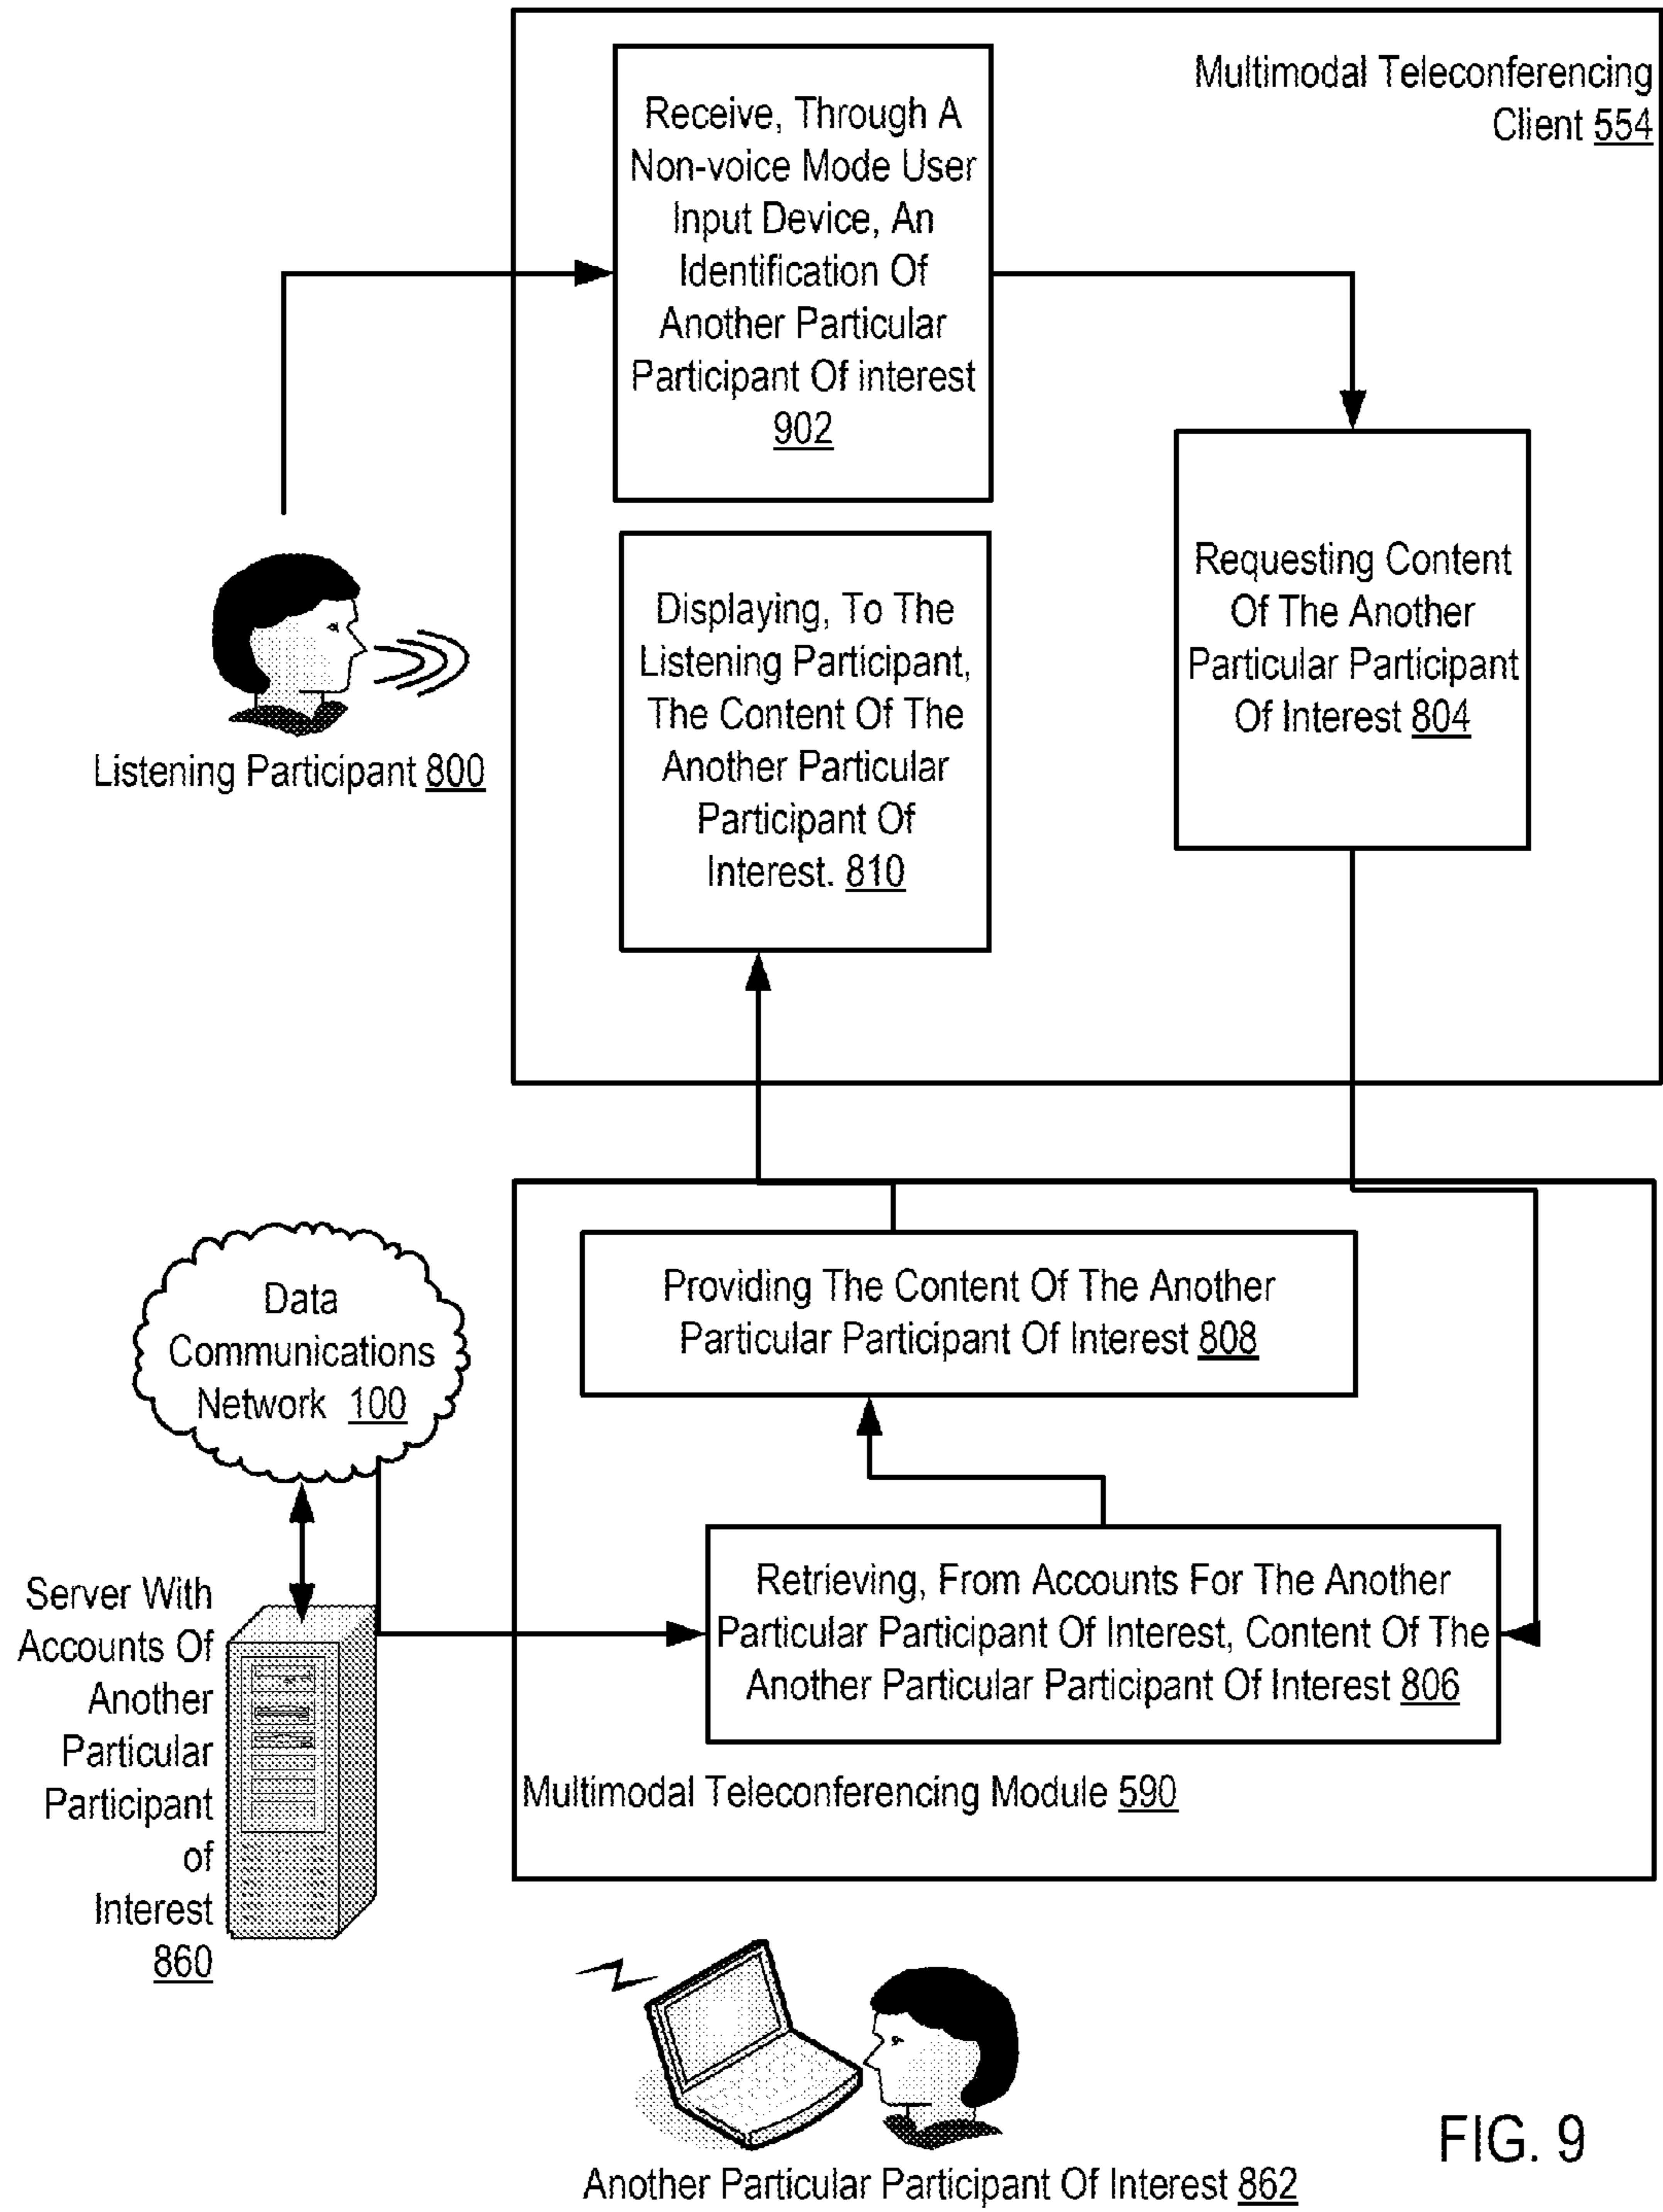 Multimodal Teleconferencing
Client 554
Receive, Through A
Non-voice Mode User
Input Device, An
Identification Of
Another Particular
Participant Of interest
902
Requesting Content
Of The Another
Particular Participant
Of Interest 804
Displaying, To The
Listening Participant,
The Content Of The
Another Particular
Participant Of
Interest. 810
Listening Participant 800
Providing The Content Of The Another
Particular Participant Of Interest 808
Data
Communications
Network 100
Retrieving, From Accounts For The Another
Particular Participant Of Interest, Content Of The
Another Particular Participant Of Interest 806
Multimodal Teleconferencing Module 590
Server With
Accounts Of
Another
Particular
Participant
of
Interest
860
Another Particular Participant Of Interest 862
FIG. 9